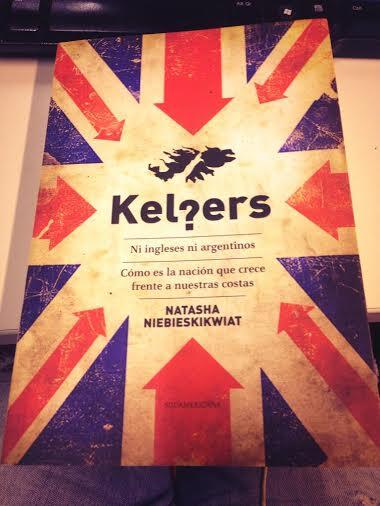 Kel?ers
Ni ingleses ni argentinos
Cómo es la nación que crece
frente a nuestras costas
NATASHA
NIEBIESKIKWIAT
SUDAMERICANA